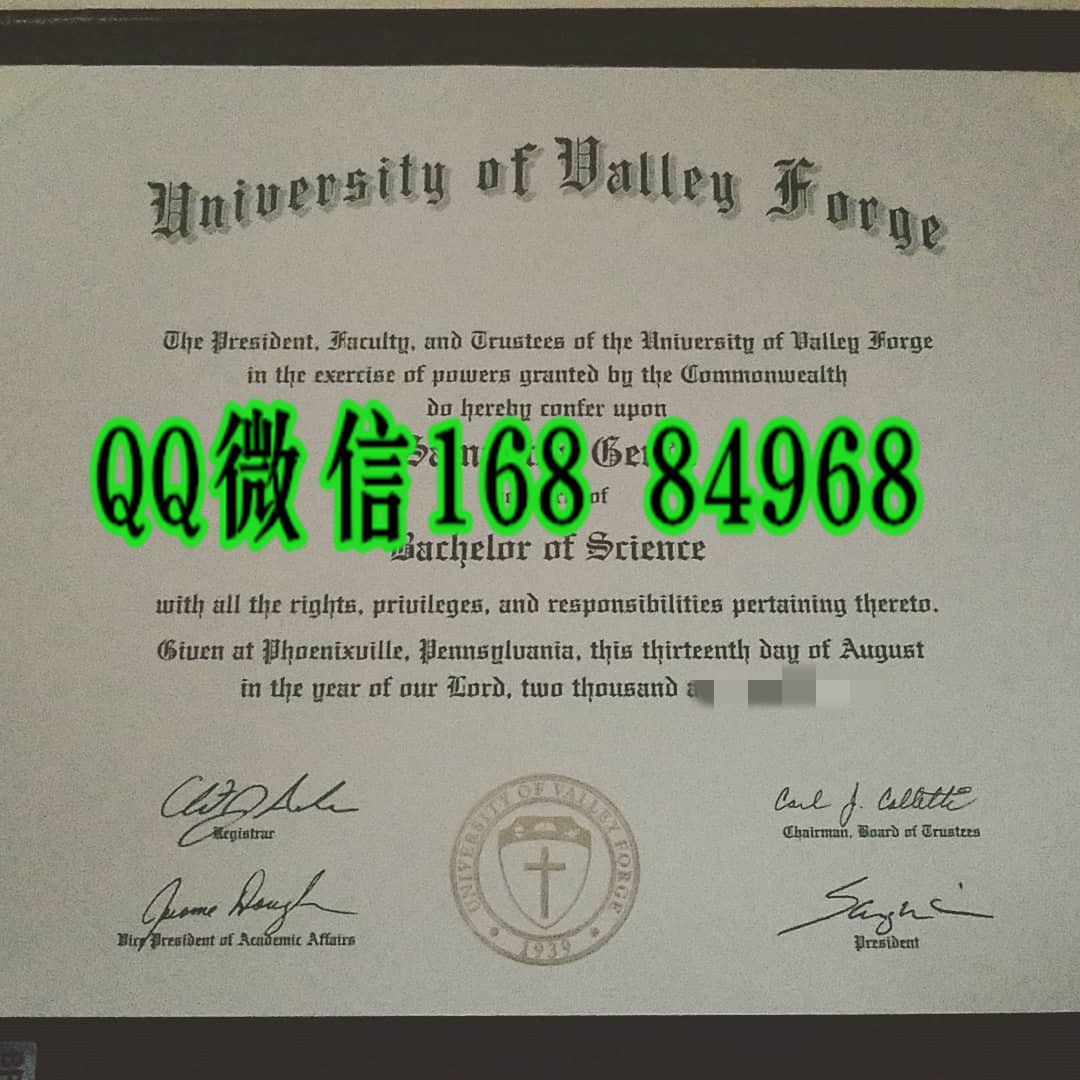 University of Valley Forge
The President, Faculty, and Trustees of the University of Valley Forge
in the exercise of powers granted by the Commonwealth
do hereby confer upon
QQ微信168 84968
of
Bachelor of Science
with all the rights, privileges, and responsibilities pertaining thereto.
Given at Phoenixville, Pennsylvania, this thirteenth day of August
in the year of our Lord, two thousand
Registrar
Carl J. Collette
Chairman, Board of Trustees
Vice President of Academic Affairs
President
UNIVERSITY OF VALLEY FORGE
1939